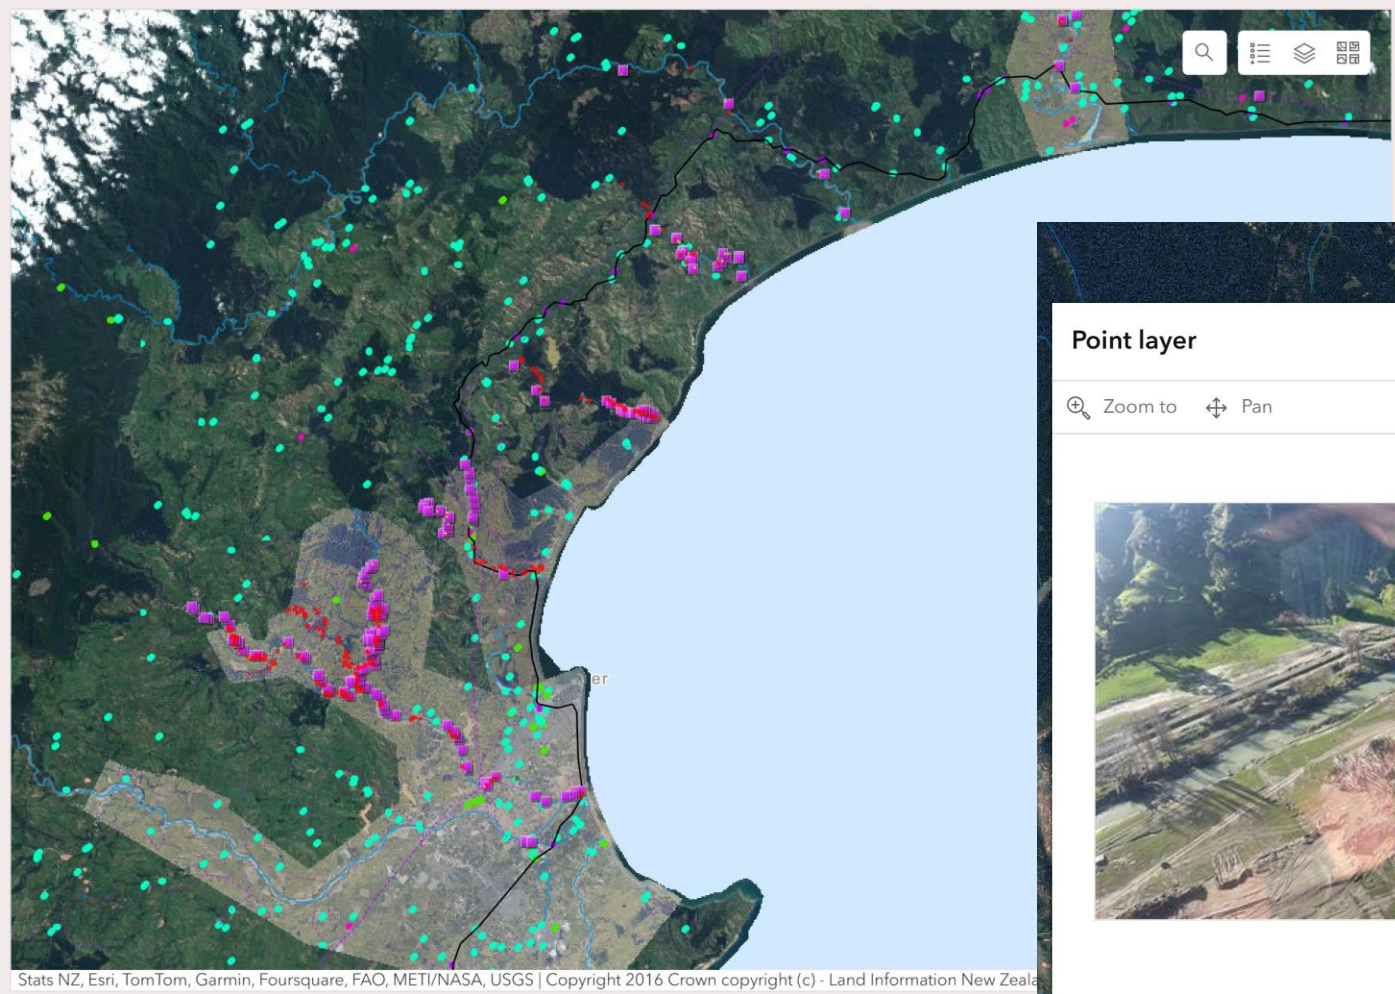 er
Point layer
Zoom to Pan
Stats NZ, Esri, TomTom, Garmin, Foursquare, FAO, METI/NASA, USGS | Copyright 2016 Crown copyright (c) - Land Information New Zeala